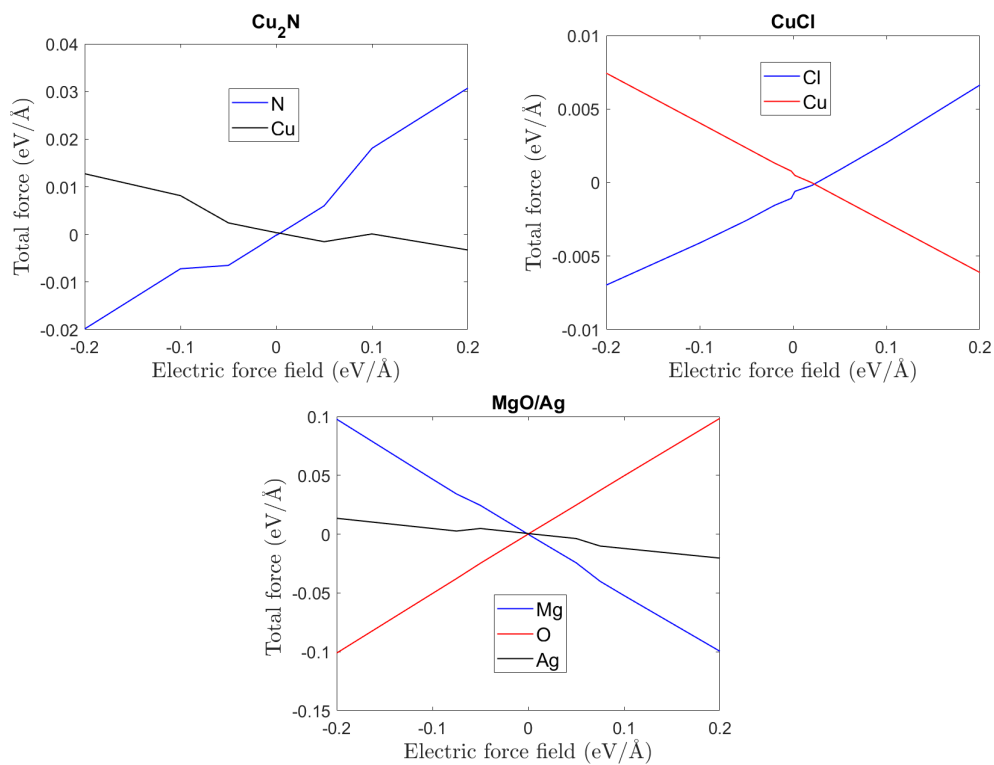 Cu2N
0.04
0.03
0.02
0.01
0
-0.01
-0.02
Total force (eV/Å)
N
Cu
-0.2
-0.1
0
0.1
0.2
Electric force field (eV/Å)
CuCl
0.01
0.005
0
-0.005
-0.01
Total force (eV/Å)
Cl
Cu
-0.2
-0.1
0
0.1
0.2
Electric force field (eV/Å)
MgO/Ag
0.1
0.05
0
-0.05
-0.1
-0.15
Total force (eV/Å)
Mg
O
Ag
-0.2
-0.1
0
0.1
0.2
Electric force field (eV/Å)